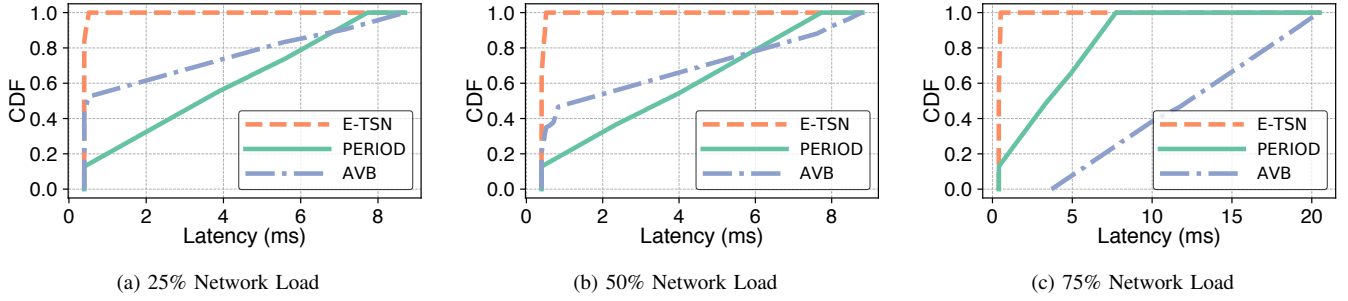 CDF
1.0
0.8
0.6
0.4
0.2
0.0
E-TSN
PERIOD
AVB
0 2 4 6 8
Latency (ms)
(a) 25% Network Load
CDF
1.0
0.8
0.6
0.4
0.2
0.0
E-TSN
PERIOD
AVB
0 2 4 6 8
Latency (ms)
(b) 50% Network Load
CDF
1.0
0.8
0.6
0.4
0.2
0.0
E-TSN
PERIOD
AVB
0 5 10 15 20
Latency (ms)
(c) 75% Network Load